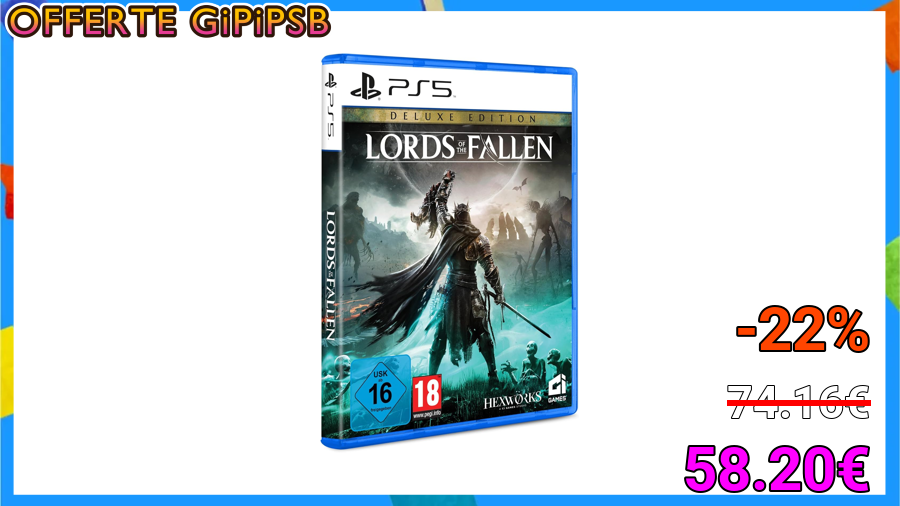 OFFERTE GiPiPSB
PS5
DELUXE EDITION
LORDS OF THE FALLEN
PS5
LORDS OF THE FALLEN
USK
16
18
www.pegi.info
HEXWORKS
CI GAMES
-22%
74.16€
58.20€